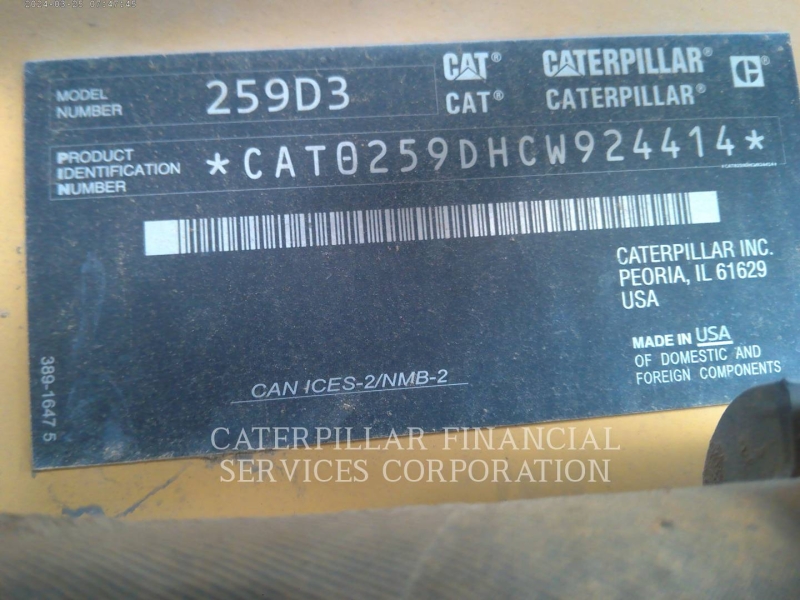 MODEL NUMBER 259D3
CAT® CATERPILLAR® C®
CAT® CATERPILLAR®
PRODUCT
IDENTIFICATION
NUMBER
*CAT0259DHCW924414*
CATERPILLAR INC.
PEORIA, IL 61629
USA
MADE IN USA
OF DOMESTIC AND
FOREIGN COMPONENTS
CAN ICES-2/NMB-2
389-1647 5
CATERPILLAR FINANCIAL
SERVICES CORPORATION